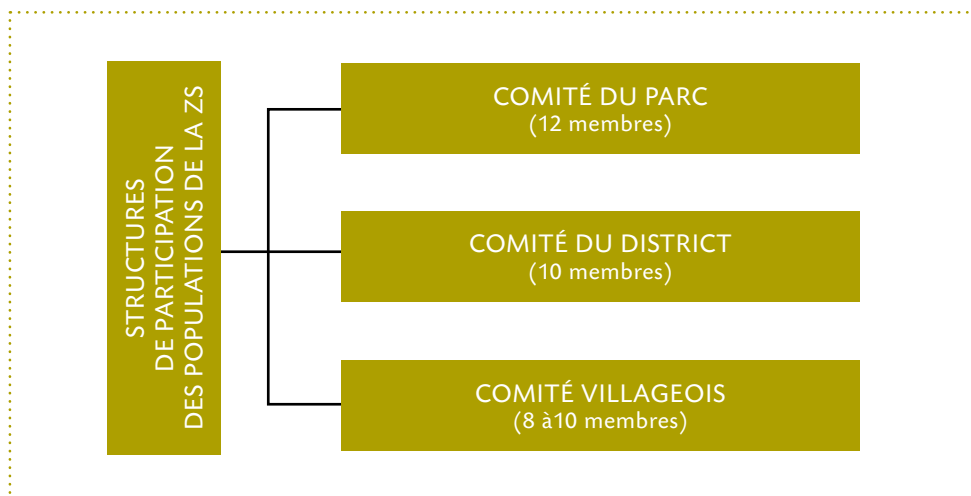 STRUCTURES
DE PARTICIPATION
DES POPULATIONS DE LA ZS
COMITÉ DU PARC
(12 membres)
COMITÉ DU DISTRICT
(10 membres)
COMITÉ VILLAGEOIS
(8 à10 membres)